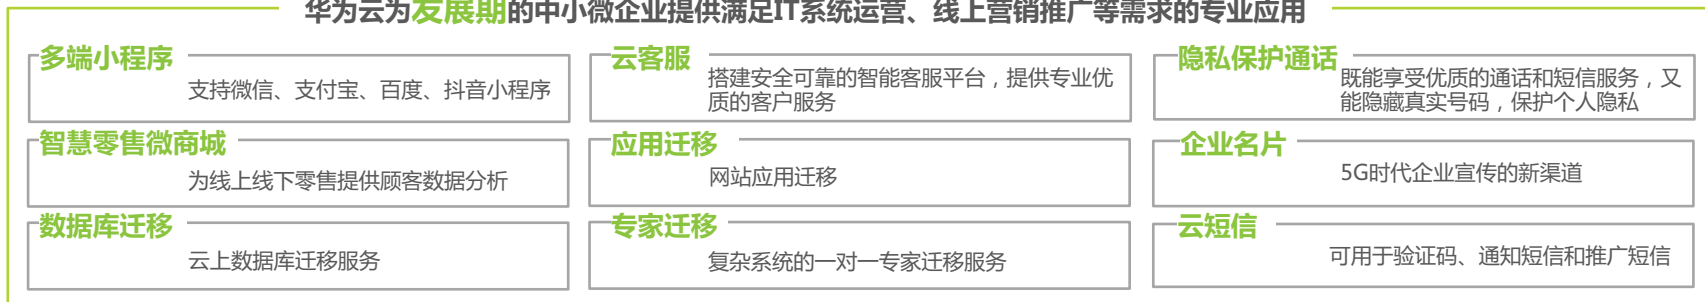 华为云为发展期的中小微企业提供满足IT系统运营、线上营销推广等需求的专业应用
多端小程序
支持微信、支付宝、百度、抖音小程序
云客服
搭建安全可靠的智能客服平台，提供专业优
质的客户服务
隐私保护通话
既能享受优质的通话和短信服务，又
能隐藏真实号码，保护个人隐私
智慧零售微商城
为线上线下零售提供顾客数据分析
应用迁移
网站应用迁移
企业名片
5G时代企业宣传的新渠道
数据库迁移
云上数据库迁移服务
专家迁移
复杂系统的一对一专家迁移服务
云短信
可用于验证码、通知短信和推广短信